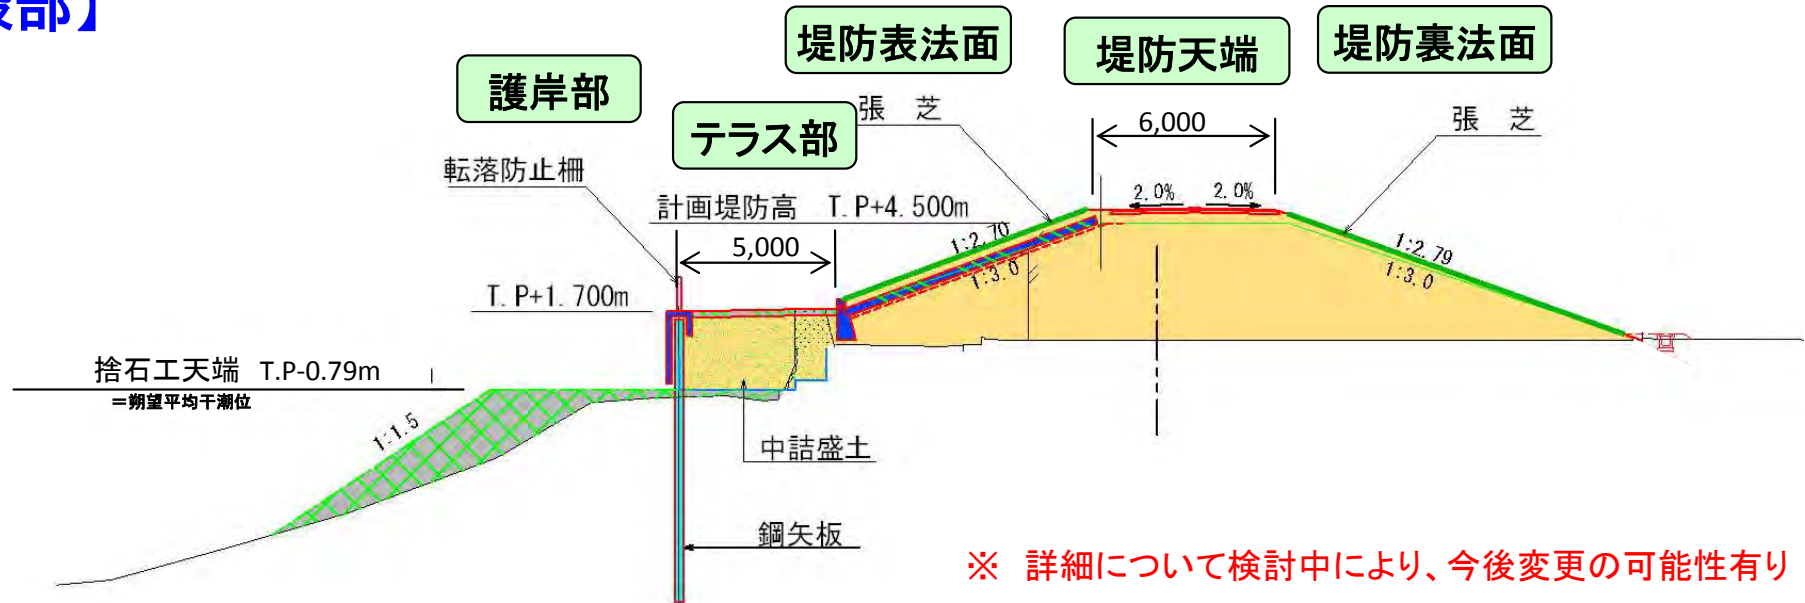 部】
堤防表法面
堤防天端
堤防裏法面
護岸部
テラス部
張 芝
6,000
張 芝
転落防止柵
2.0%
2.0%
計画堤防高 T.P+4.500m
5,000
1:2.70
1:3.0
1:2.79
1:3.0
T.P+1.700m
捨石工天端 T.P-0.79m
=朔望平均干潮位
1:1.5
中詰盛土
鋼矢板
※ 詳細について検討中により、今後変更の可能性有り